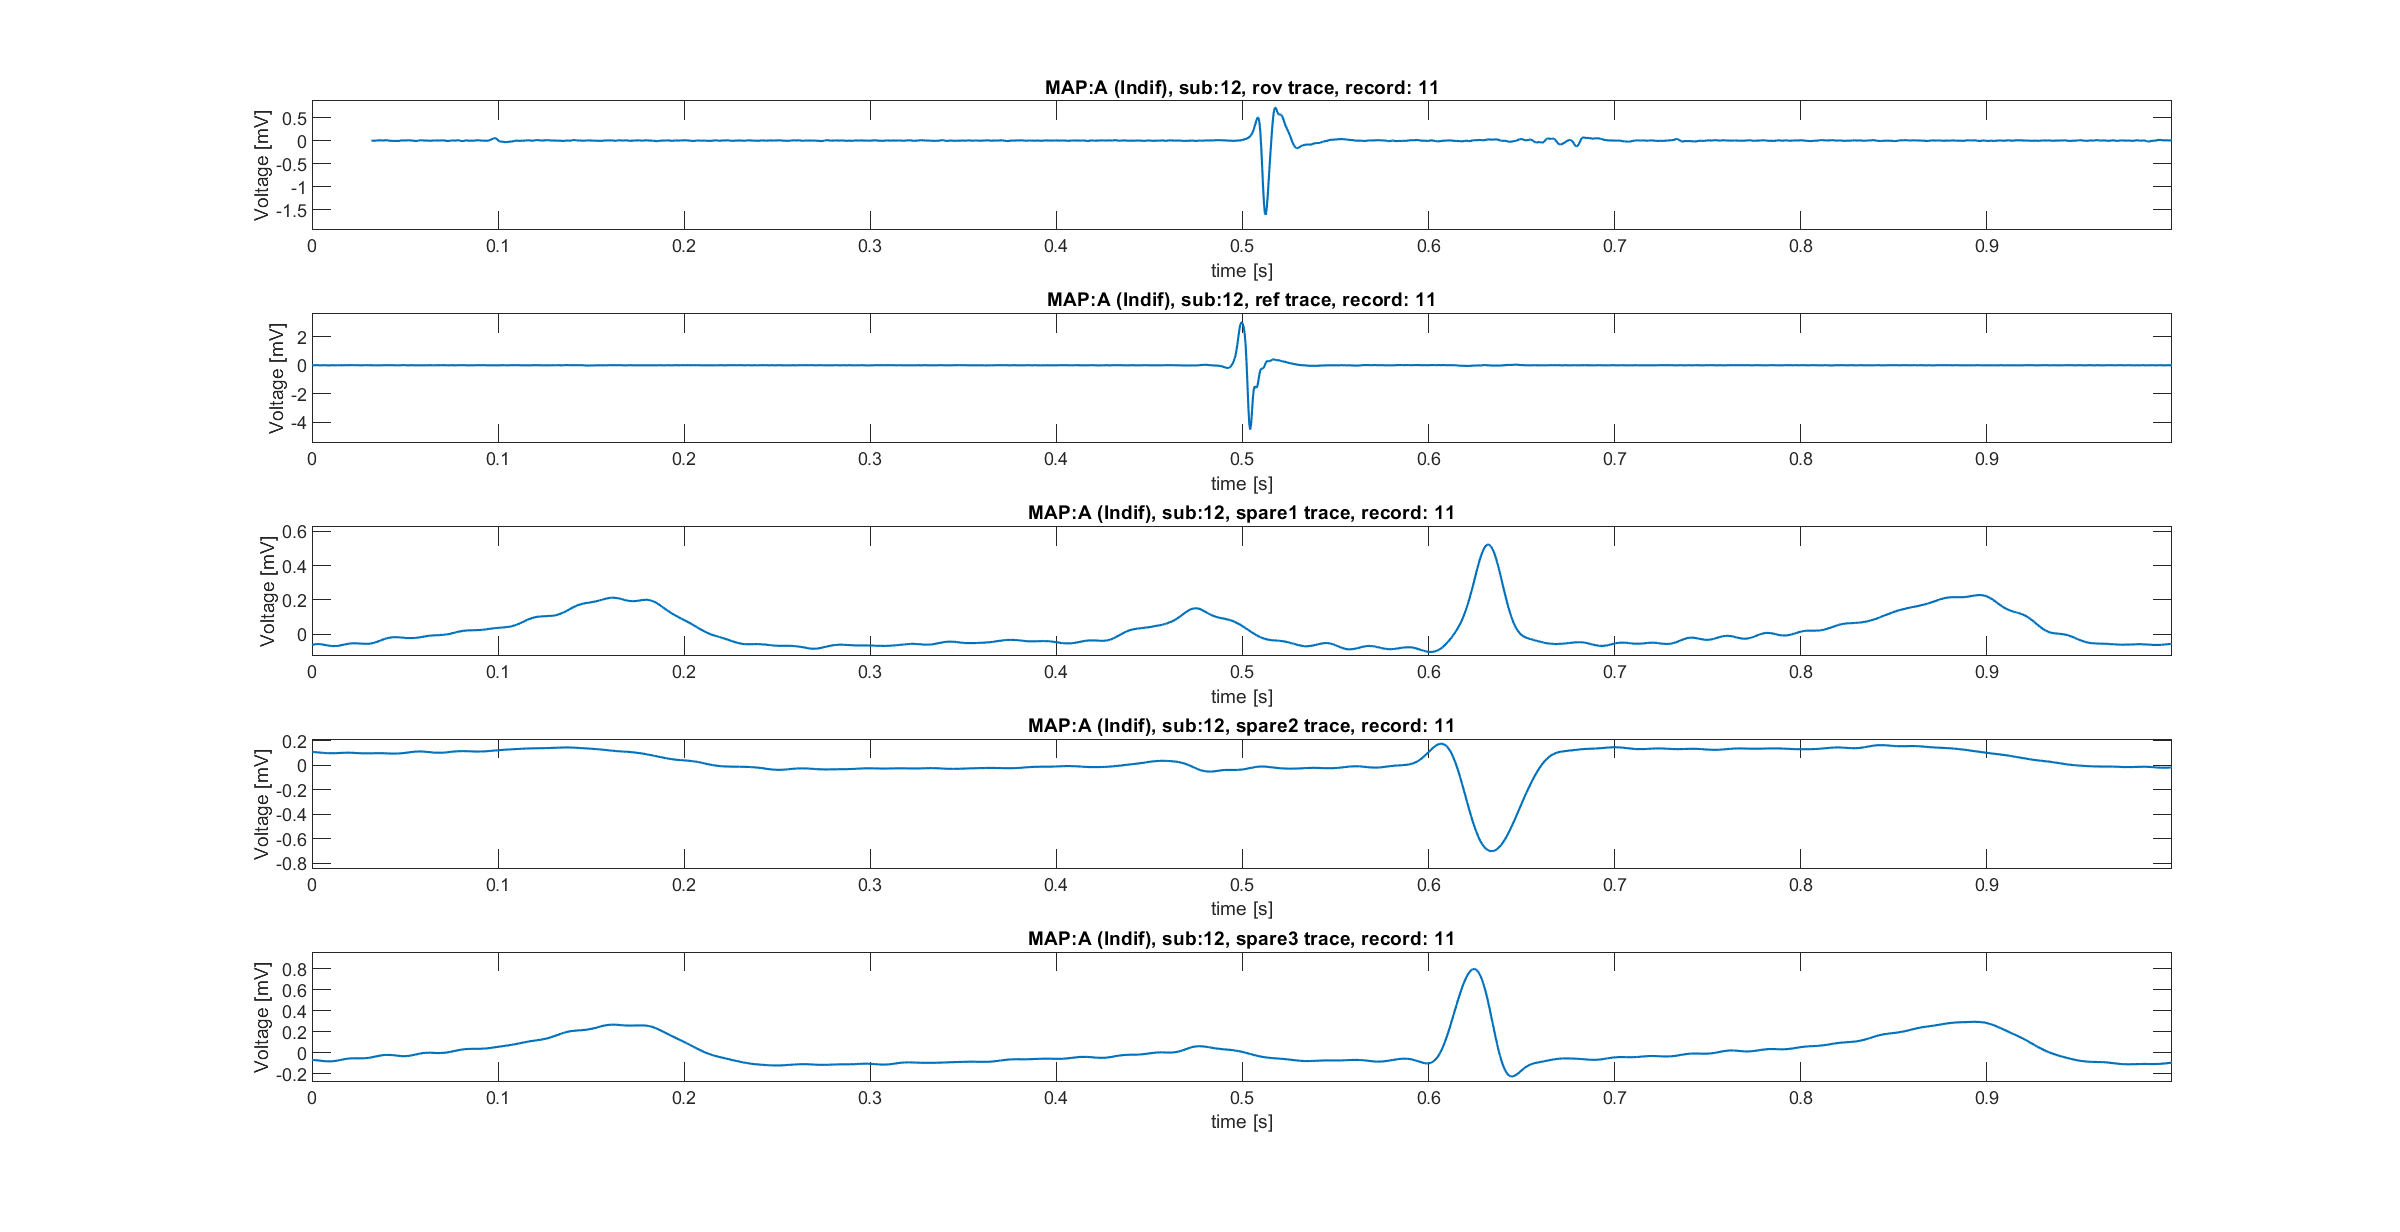 MAP:A (Indif), sub:12, rov trace, record: 11
Voltage [mV]
0.5
0
-0.5
-1
-1.5
0 0.1 0.2 0.3 0.4 0.5 0.6 0.7 0.8 0.9
time [s]
MAP:A (Indif), sub:12, ref trace, record: 11
Voltage [mV]
2
0
-2
-4
0 0.1 0.2 0.3 0.4 0.5 0.6 0.7 0.8 0.9
time [s]
MAP:A (Indif), sub:12, spare1 trace, record: 11
Voltage [mV]
0.6
0.4
0.2
0
0 0.1 0.2 0.3 0.4 0.5 0.6 0.7 0.8 0.9
time [s]
MAP:A (Indif), sub:12, spare2 trace, record: 11
Voltage [mV]
0.2
0
-0.2
-0.4
-0.6
-0.8
0 0.1 0.2 0.3 0.4 0.5 0.6 0.7 0.8 0.9
time [s]
MAP:A (Indif), sub:12, spare3 trace, record: 11
Voltage [mV]
0.8
0.6
0.4
0.2
0
-0.2
0 0.1 0.2 0.3 0.4 0.5 0.6 0.7 0.8 0.9
time [s]